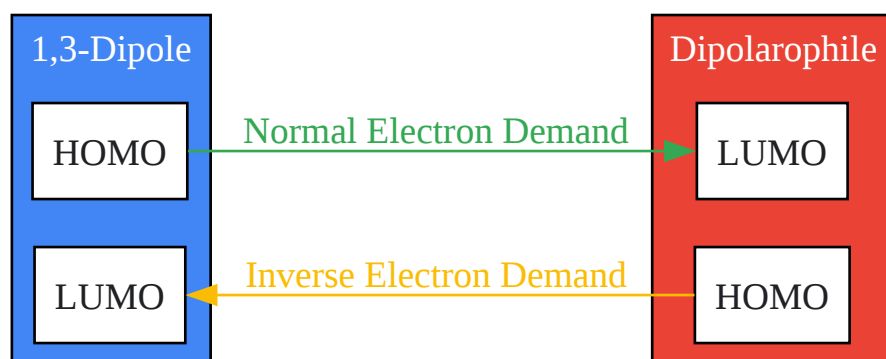 1,3-Dipole
Dipolarophile
HOMO
Normal Electron Demand
LUMO
LUMO
Inverse Electron Demand
HOMO